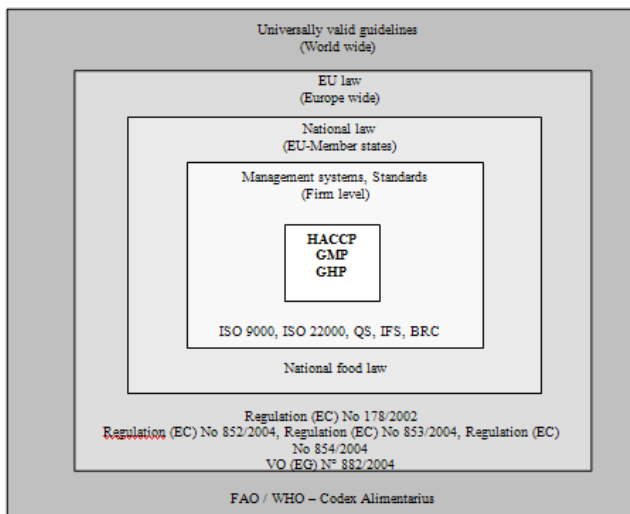 Universally valid guidelines
(World wide)
EU law
(Europe wide)
National law
(EU-Member states)
Management systems, Standards
(Firm level)
HACCP
GMP
GHP
ISO 9000, ISO 22000, QS, IFS, BRC
National food law
Regulation (EC) No 178/2002
Regulation (EC) No 852/2004, Regulation (EC) No 853/2004, Regulation (EC)
No 854/2004
VO (EG) N° 882/2004
FAO / WHO – Codex Alimentarius